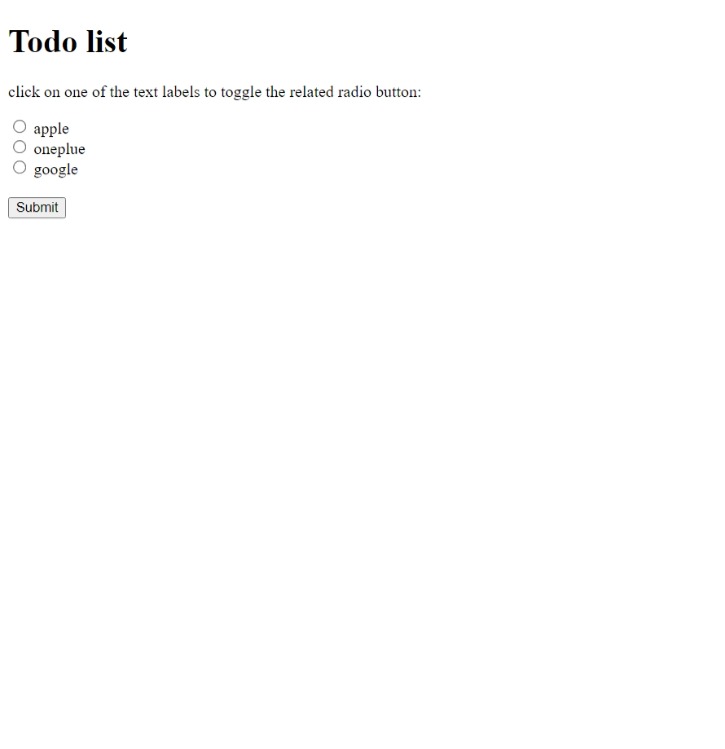 Todo list
click on one of the text labels to toggle the related radio button:
apple
oneplue
google
Submit